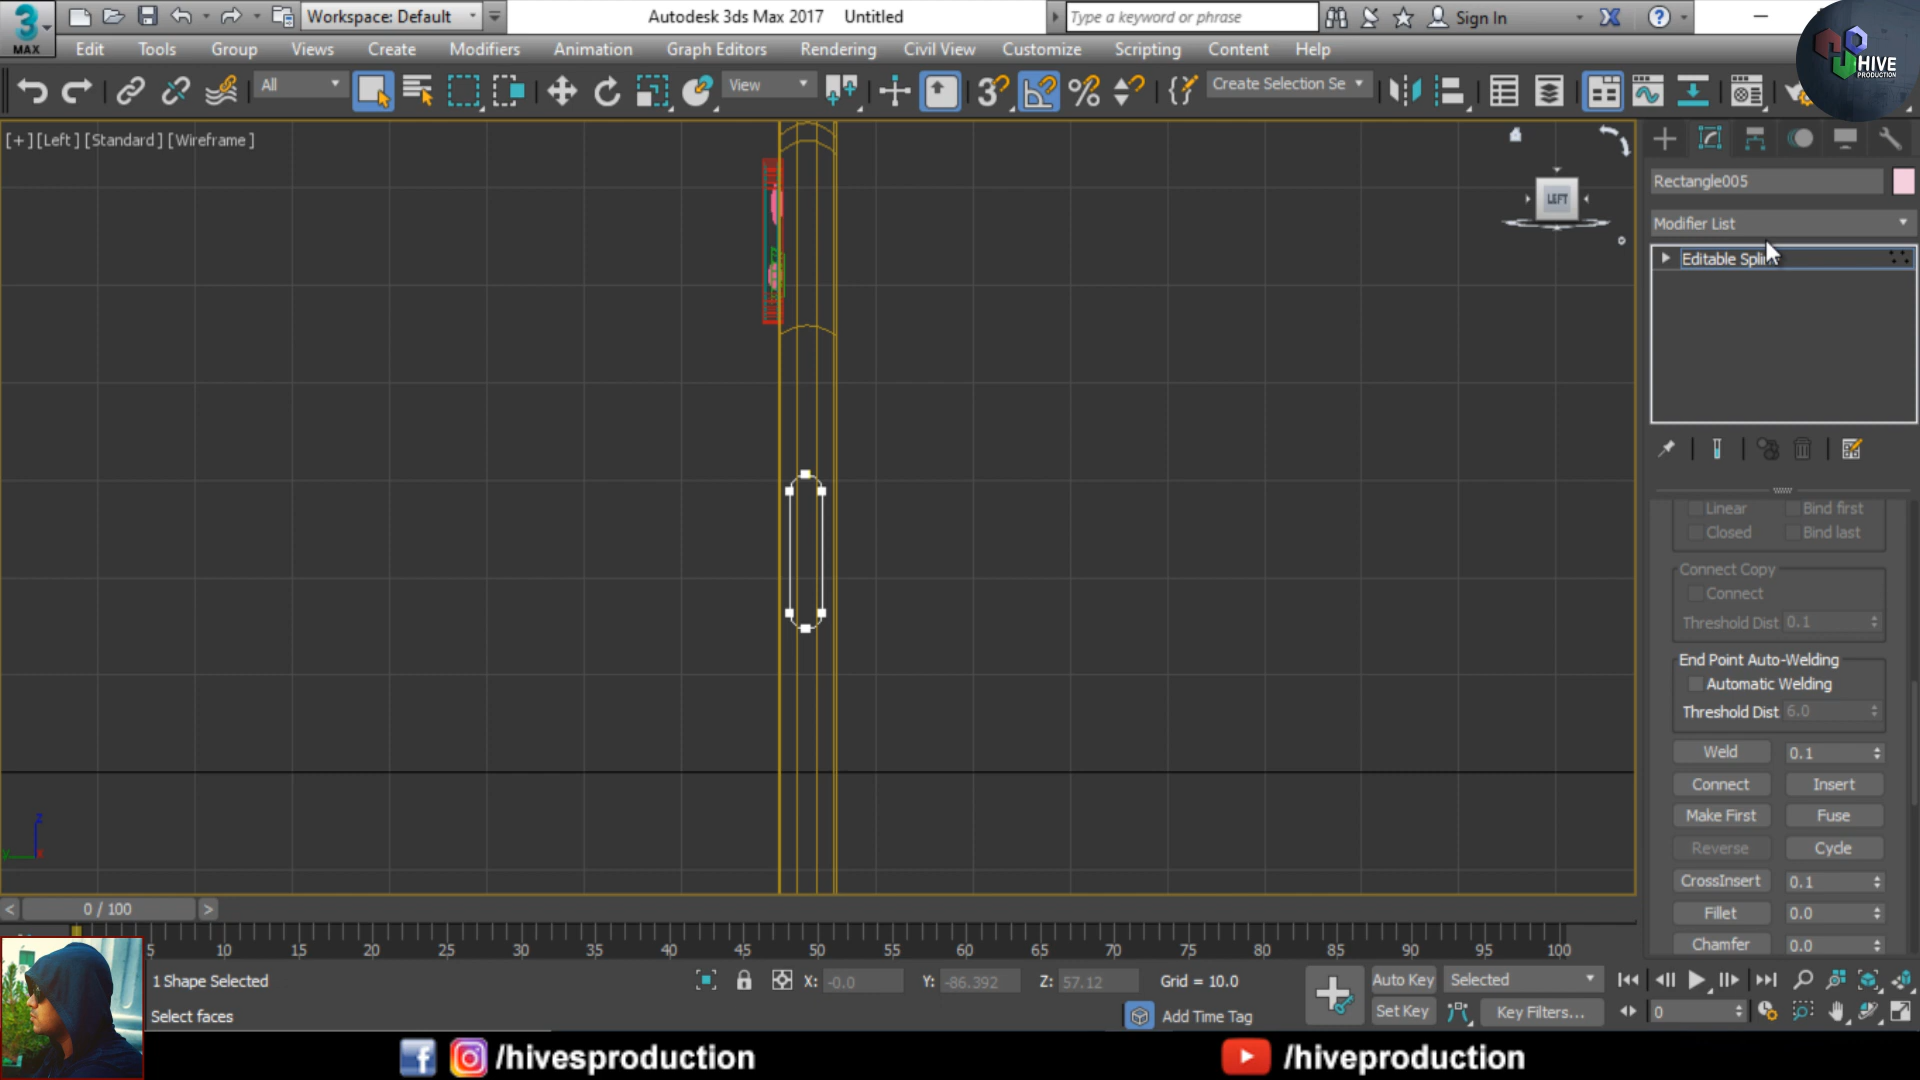 Workspace: Default
Autodesk 3ds Max 2017 Untitled
Type a keyword or phrase
Sign In
3
MAX
Edit Tools Group Views Create Modifiers Animation Graph Editors Rendering Civil View Customize Scripting Content Help
HIVE
PRODUCTION
All
View
3
Create Selection Se
[+] [Left] [Standard] [Wireframe]
LEFT
Rectangle005
Modifier List
Editable Spli
Linear Bind first
Closed Bind last
Connect Copy
Connect
Threshold Dist 0.1
End Point Auto-Welding
Automatic Welding
Threshold Dist 6.0
Weld 0.1
Connect Insert
Make First Fuse
Reverse Cycle
CrossInsert 0.1
Fillet 0.0
Chamfer 0.0
z
< 0 / 100 >
5 10 15 20 25 30 35 40 45 50 55 60 65 70 75 80 85 90 95 100
1 Shape Selected
X: -0.0 Y: -86.392 Z: 57.12 Grid = 10.0
Auto Key Selected
Select faces
Add Time Tag
Set Key Key Filters... 0
/hivesproduction
/hiveproduction